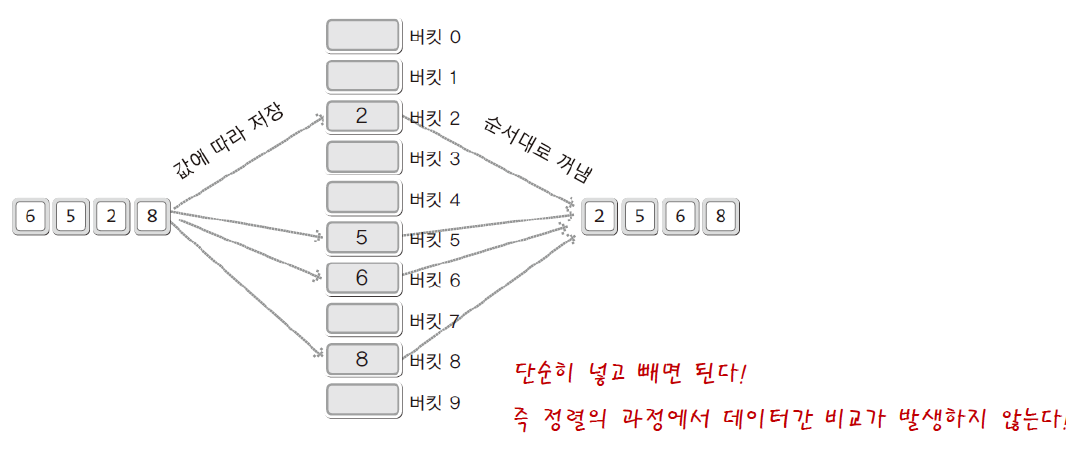 버킷 0
버킷 1
값에 따라 저장
2 버킷 2
순서대로 꺼냄
버킷 3
버킷 4
6 5 2 8
2 5 6 8
5 버킷 5
6 버킷 6
버킷 7
8 버킷 8
버킷 9
단순히 넣고 빼면 된다!
즉 정렬의 과정에서 데이터간 비교가 발생하지 않는다!